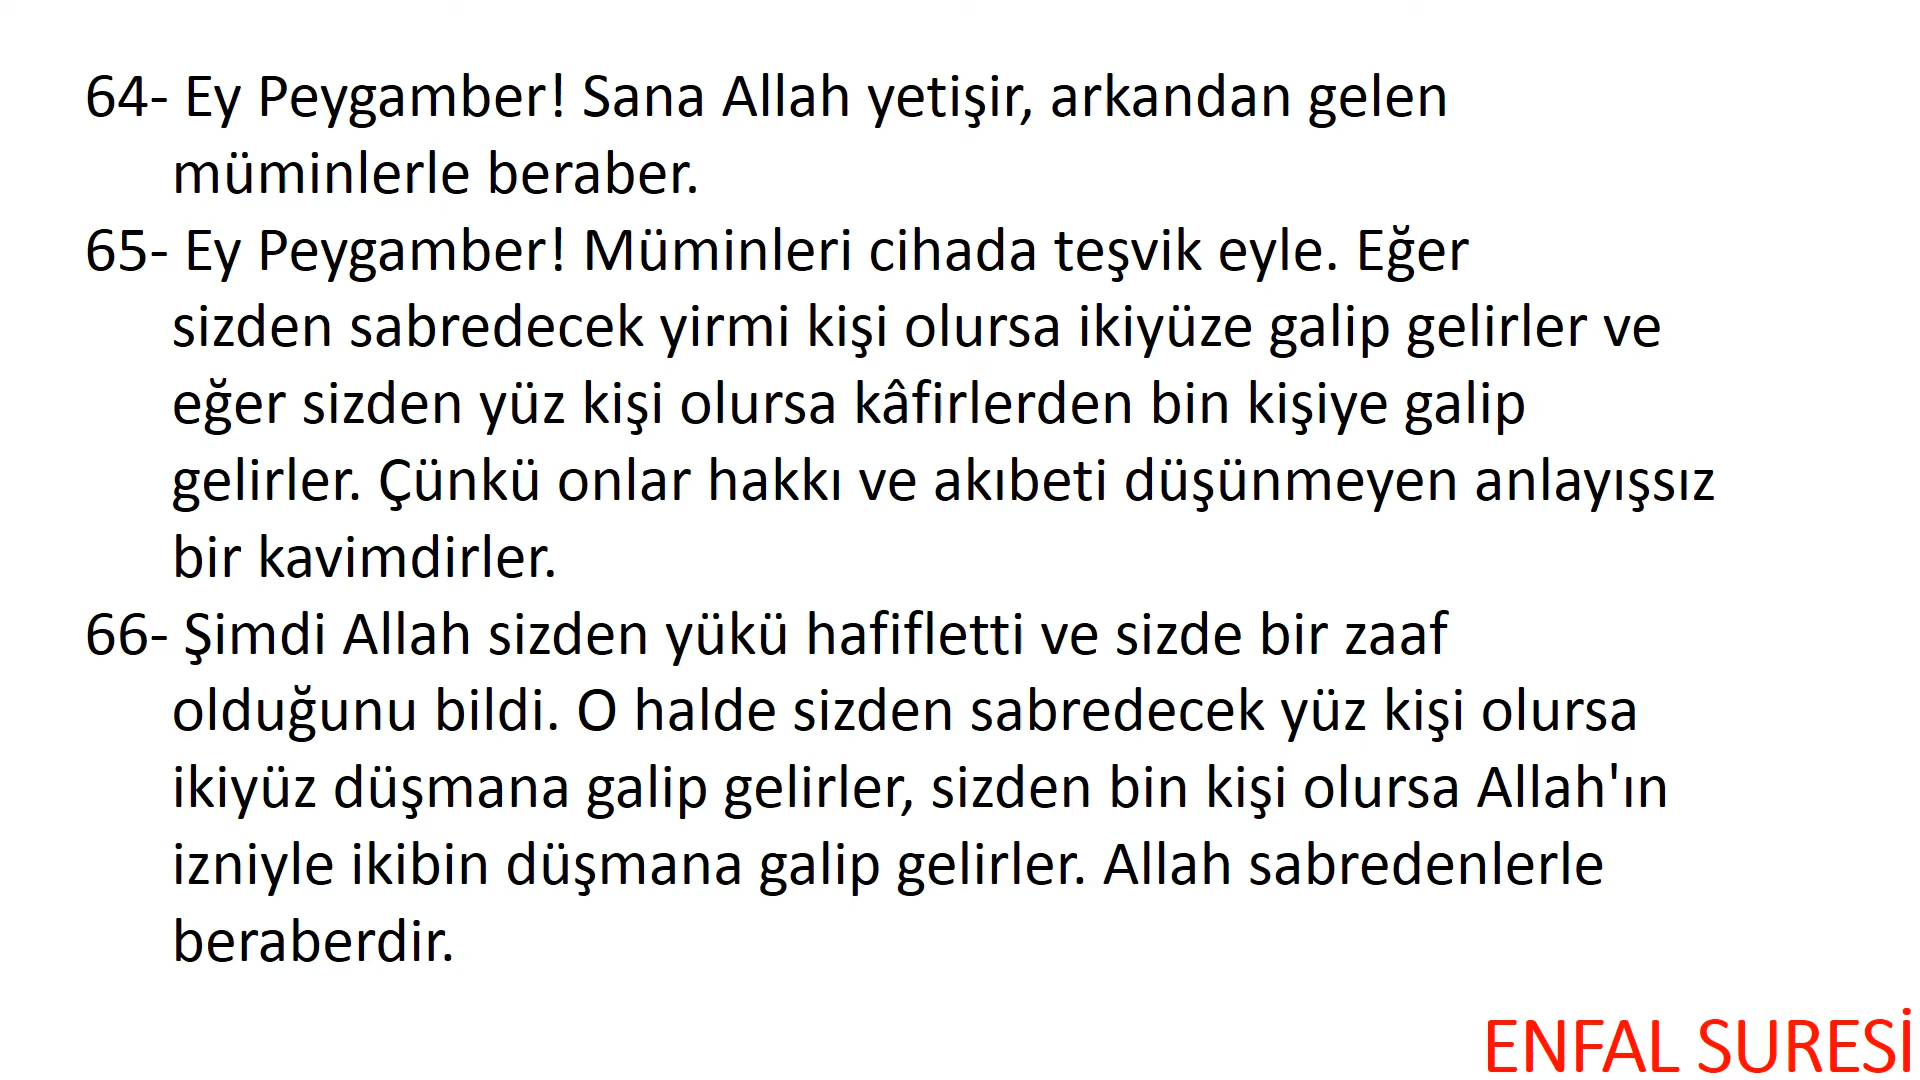 64- Ey Peygamber! Sana Allah yetişir, arkandan gelen
müminlerle beraber.
65- Ey Peygamber! Müminleri cihada teşvik eyle. Eğer
sizden sabredecek yirmi kişi olursa ikiyüze galip gelirler ve
eğer sizden yüz kişi olursa kâfirlerden bin kişiye galip
gelirler. Çünkü onlar hakkı ve akıbeti düşünmeyen anlayışsız
bir kavimdirler.
66- Şimdi Allah sizden yükü hafifletti ve sizde bir zaaf
olduğunu bildi. O halde sizden sabredecek yüz kişi olursa
ikiyüz düşmana galip gelirler, sizden bin kişi olursa Allah'ın
izniyle ikibin düşmana galip gelirler. Allah sabredenlerle
beraberdir.
ENFAL SURESİ